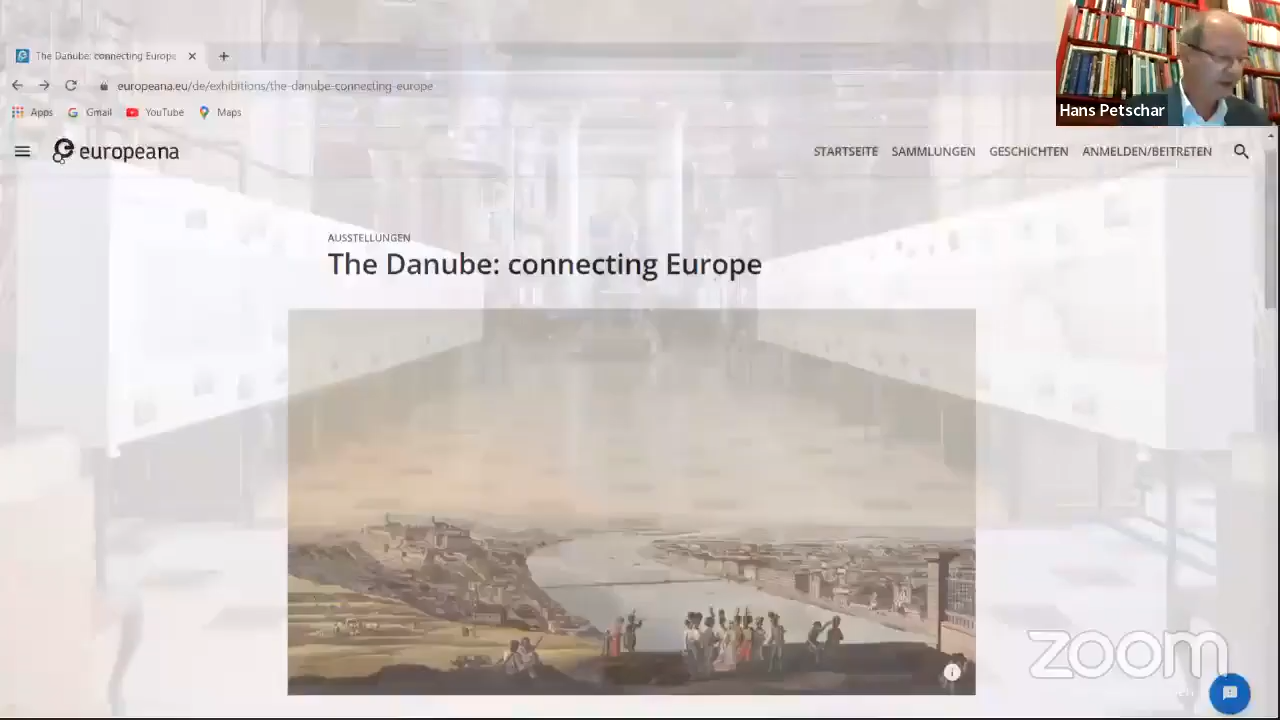 The Danube: connecting Europe
europeana.eu/de/exhibitions/the-danube-connecting-europe
Apps Gmail YouTube Maps
Hans Petschar
europeana STARTSEITE SAMMLUNGEN GESCHICHTEN ANMELDEN/BEITRETEN
AUSSTELLUNGEN
The Danube: connecting Europe
zoom